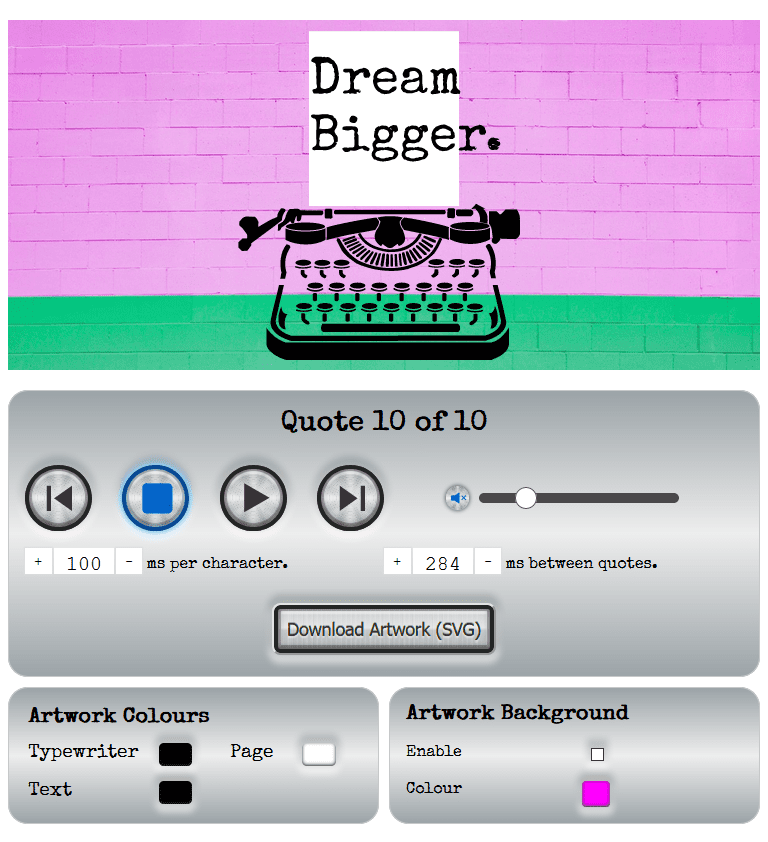 Dream
Bigger.
Quote 10 of 10
+ 100 - ms per character.
+ 284 - ms between quotes.
Download Artwork (SVG)
Artwork Colours
Typewriter
Page
Text
Artwork Background
Enable
Colour